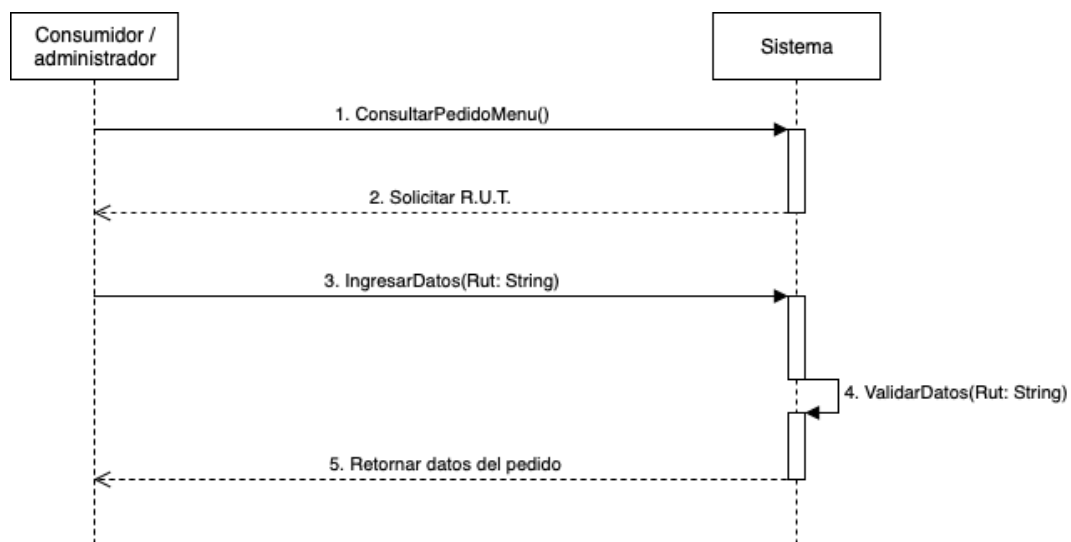 Consumidor /
administrador
Sistema
1. ConsultarPedidoMenu()
2. Solicitar R.U.T.
3. IngresarDatos(Rut: String)
4. ValidarDatos(Rut: String)
5. Retornar datos del pedido